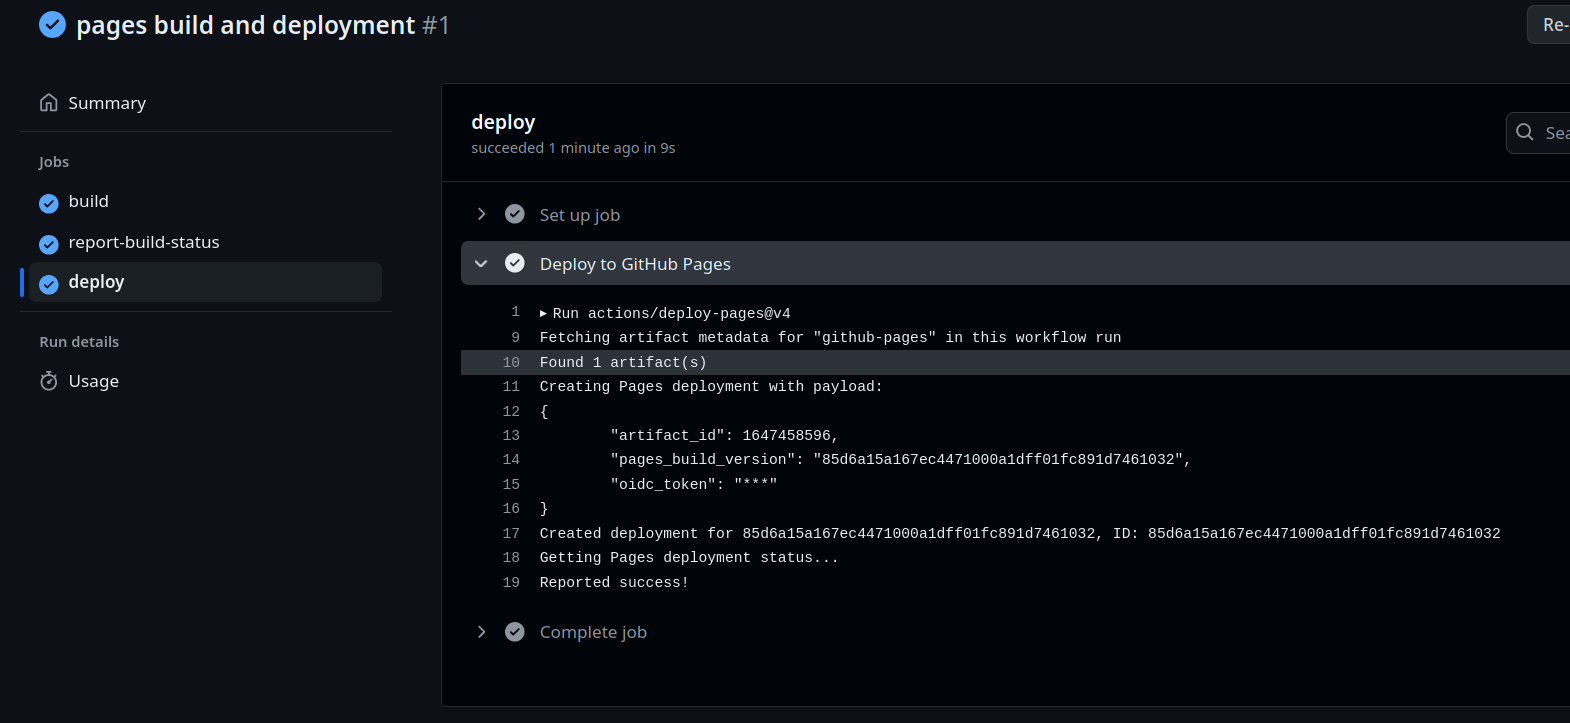 pages build and deployment #1
Re-
Summary
Jobs
build
report-build-status
deploy
Run details
Usage
deploy
succeeded 1 minute ago in 9s
Sea
Set up job
Deploy to GitHub Pages
1 Run actions/deploy-pages@v4
9 Fetching artifact metadata for "github-pages" in this workflow run
10 Found 1 artifact(s)
11 Creating Pages deployment with payload:
12 {
13 "artifact_id": 1647458596,
14 "pages_build_version": "85d6a15a167ec4471000a1dff01fc891d7461032",
15 "oidc_token": "***"
16 }
17 Created deployment for 85d6a15a167ec4471000a1dff01fc891d7461032, ID: 85d6a15a167ec4471000a1dff01fc891d7461032
18 Getting Pages deployment status...
19 Reported success!
Complete job